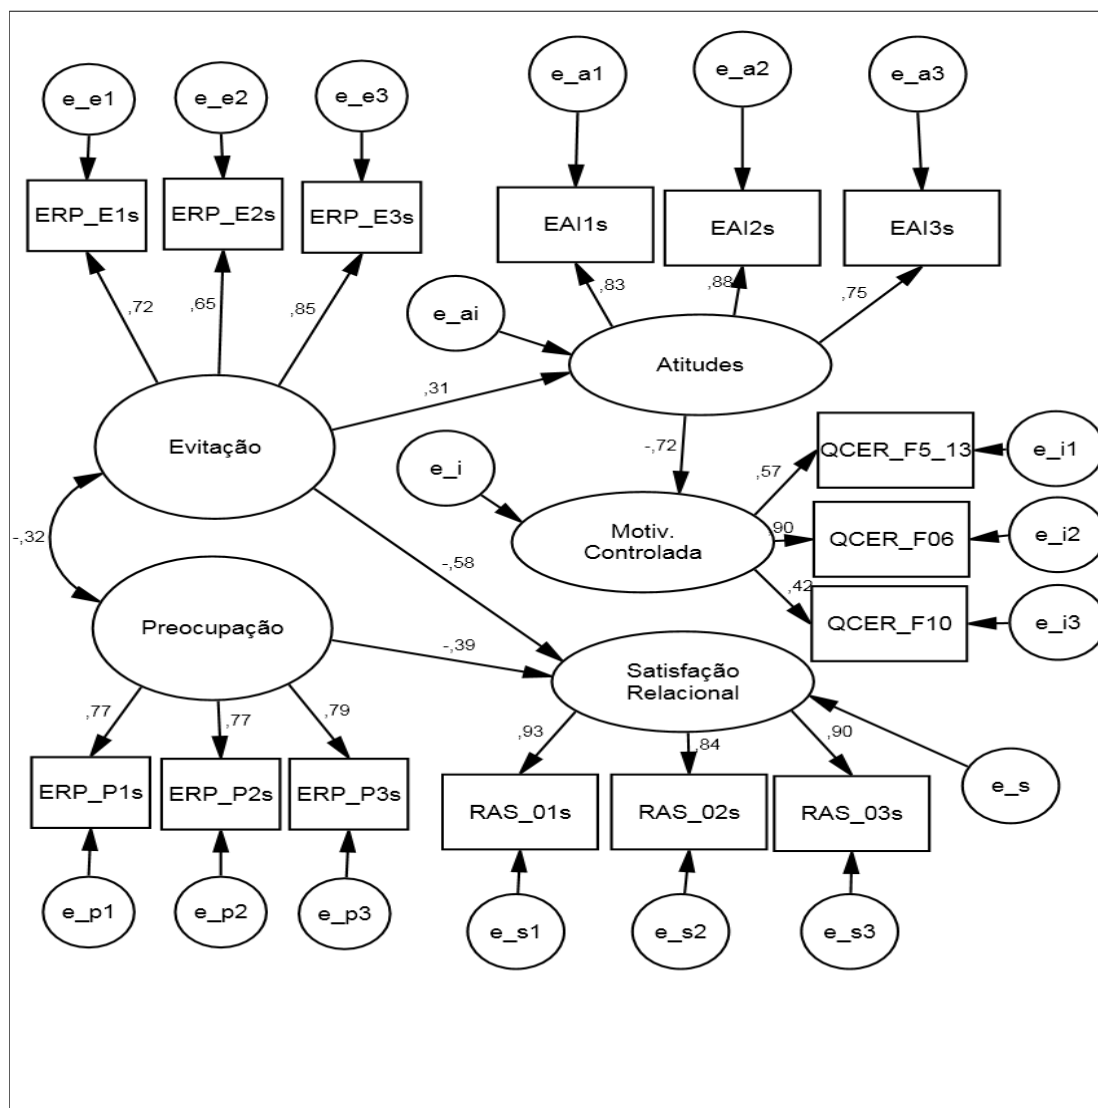 e_e1
e_e2
e_e3
e_a1
e_a2
e_a3
ERP_E1s
ERP_E2s
ERP_E3s
EAI1s
EAI2s
EAI3s
,72
,65
,85
,83
,88
,75
e_ai
Atitudes
,31
Evitação
e_i
-,72
,57
QCER_F5_13
e_i1
Motiv.
Controlada
,90
QCER_F06
e_i2
-,32
-,58
,42
QCER_F10
e_i3
Preocupação
-,39
Satisfação
Relacional
,77
,77
,79
,93
,84
,90
ERP_P1s
ERP_P2s
ERP_P3s
RAS_01s
RAS_02s
RAS_03s
e_s
e_p1
e_p2
e_p3
e_s1
e_s2
e_s3